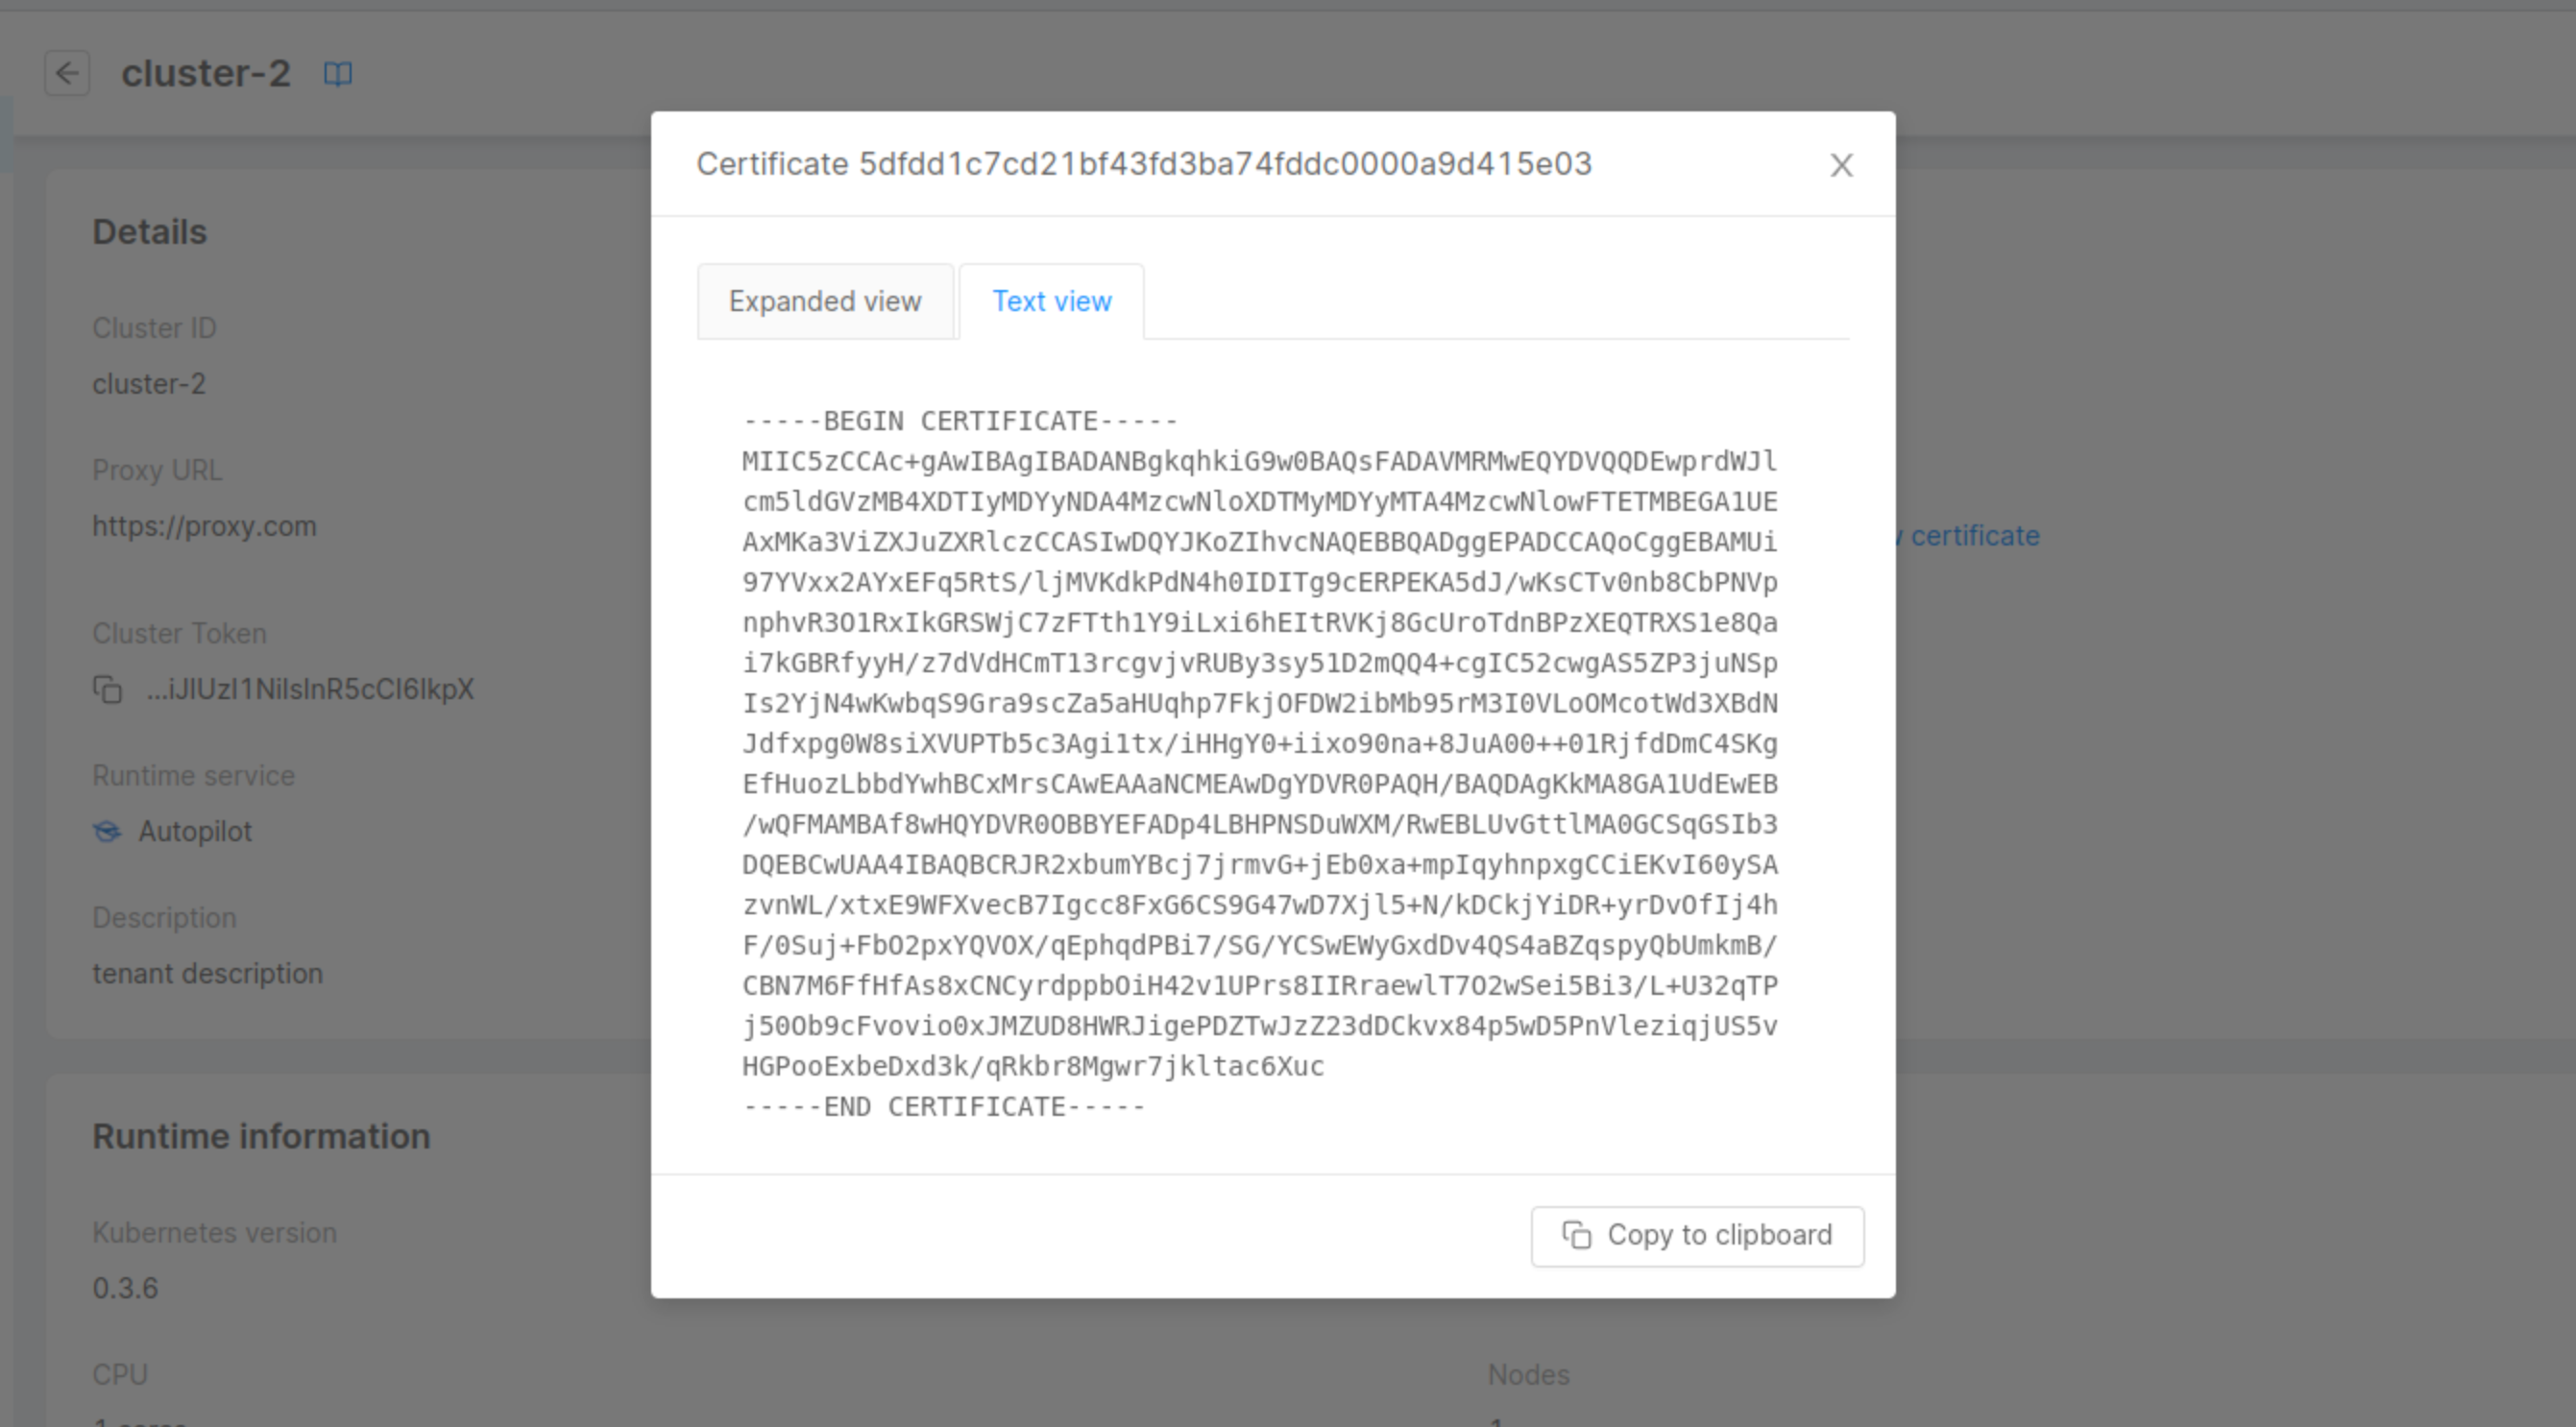 cluster-2
Certificate 5dfdd1c7cd21bf43fd3ba74fddc0000a9d415e03
Expanded view
Text view
-----BEGIN CERTIFICATE-----
MIIC5zCCAc+gAwIBAgIBADANBgkqhkiG9w0BAQsFADAVMRMwEQYDVQQDEwprdWJl
cm5ldGVzMB4XDTIyMDYyNDA4MzcwNloXDTMyMDYyMTA4MzcwNlowFTETMBEGA1UE
AxMKa3ViZXJuZXRlczCCASIwDQYJKoZIhvcNAQEBBQADggEPADCCAQoCggEBAMUi
97YVxx2AYxEFq5RtS/ljMVKdkPdN4h0IDITg9cERPEKA5dJ/wKsCTv0nb8CbPNVp
nphvR3O1RxIkGRSWjC7zFTth1Y9iLxi6hEItRVKj8GcUroTdnBPzXEQTRXS1e8Qa
i7kGBRfyyH/z7dVdHCmT13rcgvjvRUBy3sy51D2mQQ4+cgIC52cwgAS5ZP3juNSp
Is2YjN4wKwbqS9Gra9scZa5aHUqhp7FkjOFDW2ibMb95rM3I0VLoOMcotWd3XBdN
Jdfxpg0W8siXVUPTb5c3Agi1tx/iHHgY0+iixo90na+8JuA00++01RjfdDmC4SKg
EfHuozLbbdYwhBCxMrsCAwEAAaNCMEAwDgYDVR0PAQH/BAQDAgKkMA8GA1UdEwEB
/wQFMAMBAf8wHQYDVR0OBBYEFADp4LBHPNSDuWXM/RwEBLUvGttlMA0GCSqGSIb3
DQEBCwUAA4IBAQBCRJR2xbumYBcj7jrmvG+jEb0xa+mpIqyhnpxgCCiEKvI60ySA
zvnWL/xtxE9WFXvecB7Igcc8FxG6CS9G47wD7Xjl5+N/kDCkjYiDR+yrDvOfIj4h
F/0Suj+FbO2pxYQVOX/qEphqdPBi7/SG/YCSwEWyGxdDv4QS4aBZqspyQbUmkmB/
CBN7M6FfHfAs8xCNCyrdppbOiH42v1UPrs8IIRraewlT7O2wSei5Bi3/L+U32qTP
j50Ob9cFvovio0xJMZUD8HWRJigePDZTwJzZ23dDCkvx84p5wD5PnVleziqjUS5v
HGPooExbeDxd3k/qRkbr8Mgwr7jkltac6Xuc
-----END CERTIFICATE-----
Copy to clipboard
Details
Cluster ID
cluster-2
Proxy URL
https://proxy.com
certificate
Cluster Token
...iJIUzI1NiIsInR5cCI6IkpX
Runtime service
Autopilot
Description
tenant description
Runtime information
Kubernetes version
0.3.6
CPU
Nodes